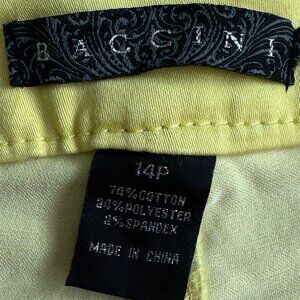 BACCINI
14P
78%COTTON
20%POLYESTER
2%SPANDEX
MADE IN CHINA